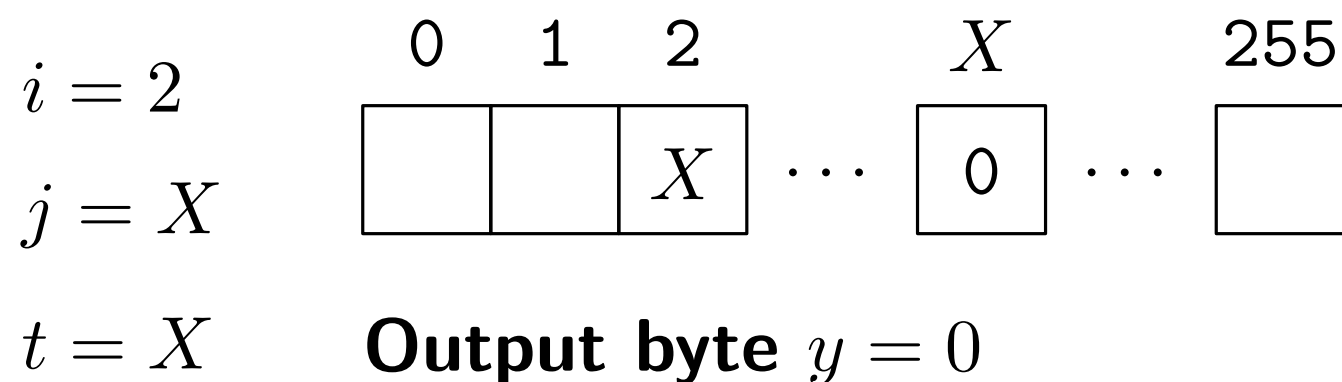 0 1 2 X 255
i = 2
X ··· 0 ···
j = X
t = X Output byte y = 0